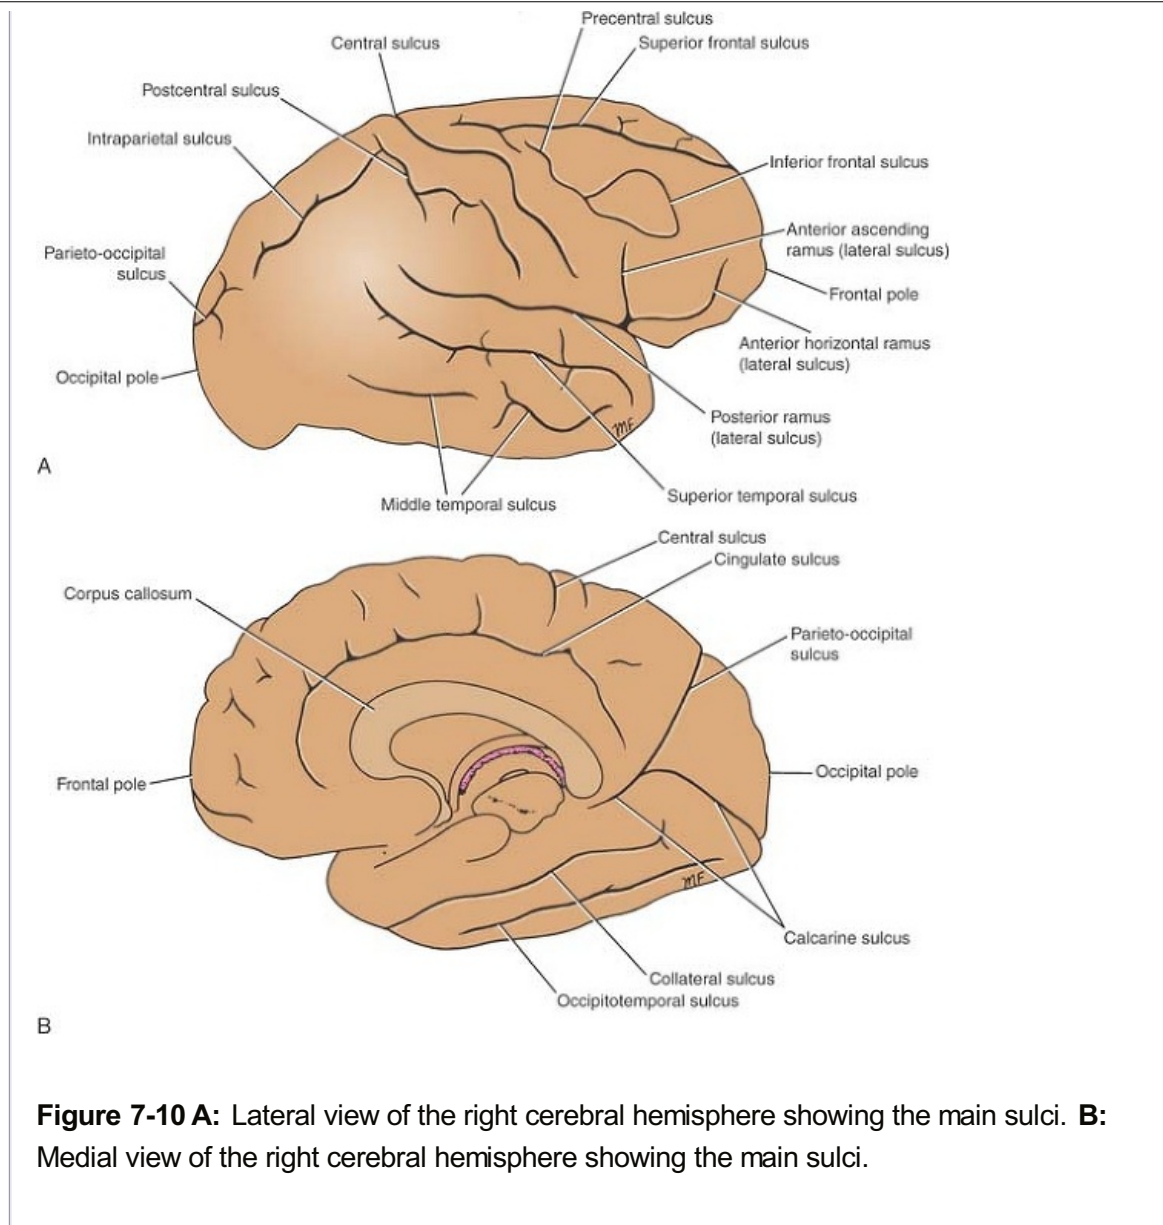 Precentral sulcus
Central sulcus
Superior frontal sulcus
Postcentral sulcus
Intraparietal sulcus
Inferior frontal sulcus
Anterior ascending
ramus (lateral sulcus)
Parieto-occipital
sulcus
Frontal pole
Anterior horizontal ramus
(lateral sulcus)
Occipital pole
Posterior ramus
(lateral sulcus)
MF
A
Superior temporal sulcus
Middle temporal sulcus
Central sulcus
Cingulate sulcus
Corpus callosum
Parieto-occipital
sulcus
Occipital pole
Frontal pole
MF
Calcarine sulcus
Collateral sulcus
Occipitotemporal sulcus
B
Figure 7-10 A: Lateral view of the right cerebral hemisphere showing the main sulci. B:
Medial view of the right cerebral hemisphere showing the main sulci.